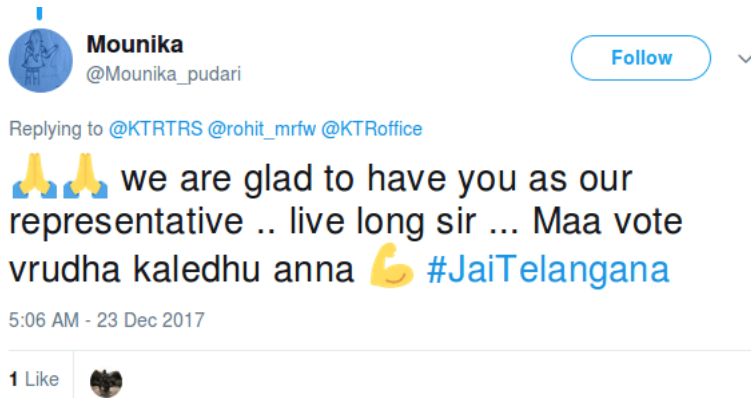 Mounika
@Mounika_pudari
Follow
Replying to @KTRTRS @rohit_mrfw @KTRoffice
🙏🙏 we are glad to have you as our
representative .. live long sir ... Maa vote
vrudha kaledhu anna 💪 #JaiTelangana
5:06 AM - 23 Dec 2017
1 Like